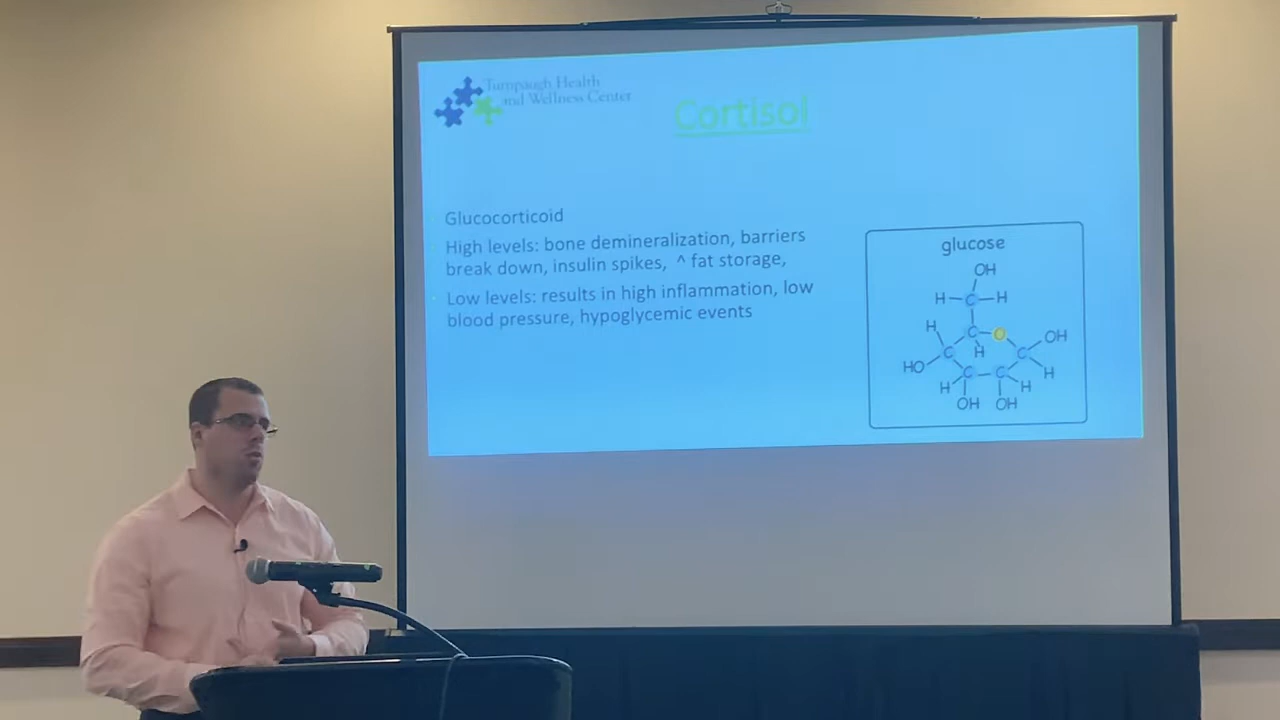 Turnpaugh Health
and Wellness Center
Cortisol
Glucocorticoid
High levels: bone demineralization, barriers
break down, insulin spikes, ^ fat storage,
Low levels: results in high inflammation, low
blood pressure, hypoglycemic events
glucose
OH
H C H
H C O OH
HO C H C
H C C H H
OH OH